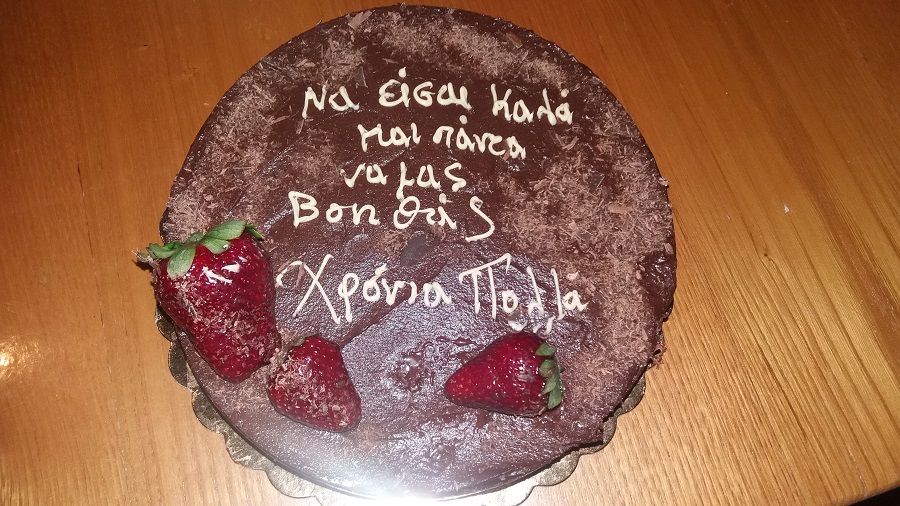 Να είσαι καλά
και πάντα
να μας
Βοηθάς
Χρόνια Πολλά